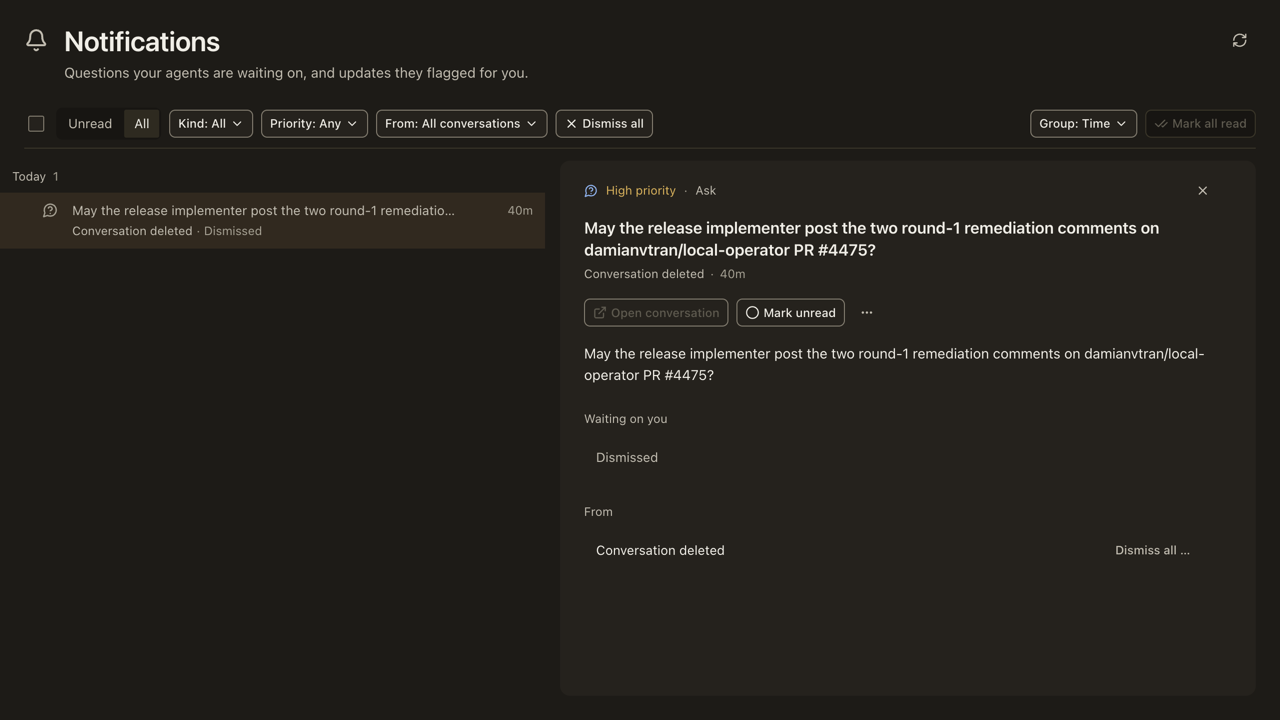 Notifications
Questions your agents are waiting on, and updates they flagged for you.
Unread
All
Kind: All
Priority: Any
From: All conversations
Dismiss all
Group: Time
Mark all read
Today 1
May the release implementer post the two round-1 remediatio...
40m
Conversation deleted · Dismissed
High priority · Ask
May the release implementer post the two round-1 remediation comments on
damianvtran/local-operator PR #4475?
Conversation deleted · 40m
Open conversation
Mark unread
May the release implementer post the two round-1 remediation comments on damianvtran/local-
operator PR #4475?
Waiting on you
Dismissed
From
Conversation deleted
Dismiss all ...